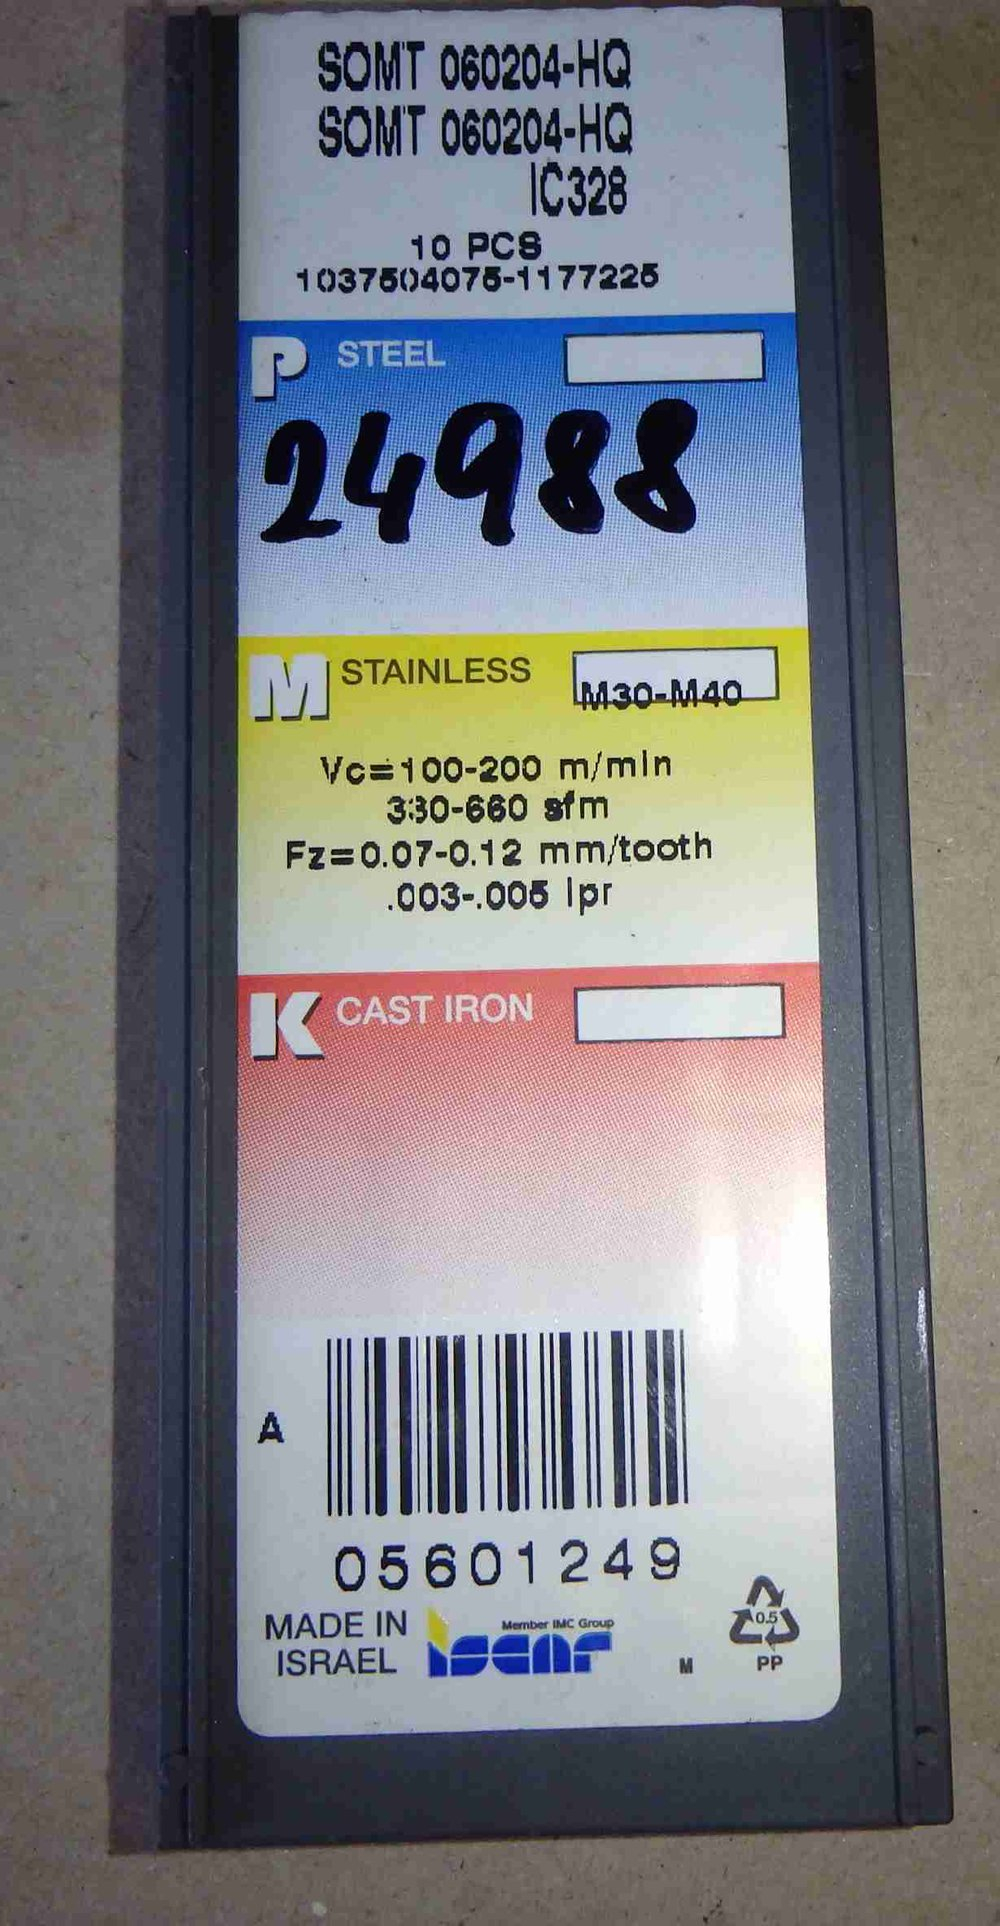 SOMT 060204-HQ
SOMT 060204-HQ
IC328
10 PCS
1037504075-1177225
P STEEL
24988
M STAINLESS
M30-M40
Vc=100-200 m/min
330-660 sfm
Fz=0.07-0.12 mm/tooth
.003-.005 ipr
K CAST IRON
A
05601249
MADE IN
ISRAEL
Member IMC Group
iscar
M
0.5
PP